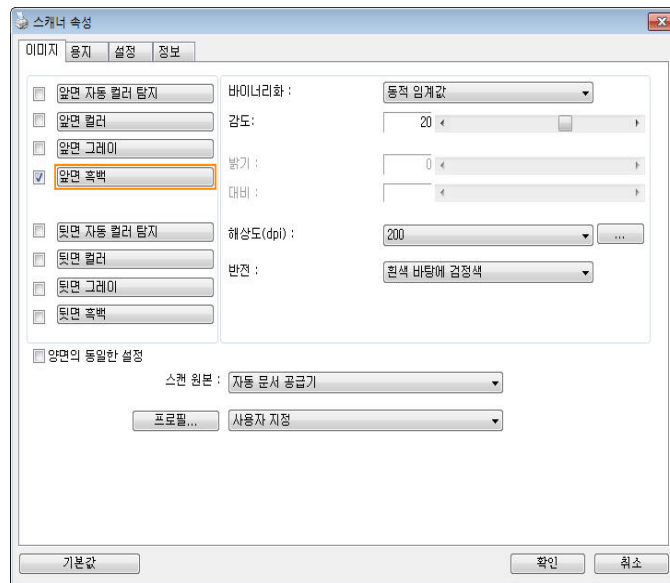 스캐너 속성
이미지 용지 설정 정보
앞면 자동 컬러 탐지
앞면 컬러
앞면 그레이
앞면 흑백
뒷면 자동 컬러 탐지
뒷면 컬러
뒷면 그레이
뒷면 흑백
바이너리화 : 동적 임계값
감도: 20
밝기 : 0
대비 :
해상도(dpi) : 200 ...
반전 : 흰색 바탕에 검정색
양면의 동일한 설정
스캔 원본 : 자동 문서 공급기
프로필... 사용자 지정
기본값 확인 취소